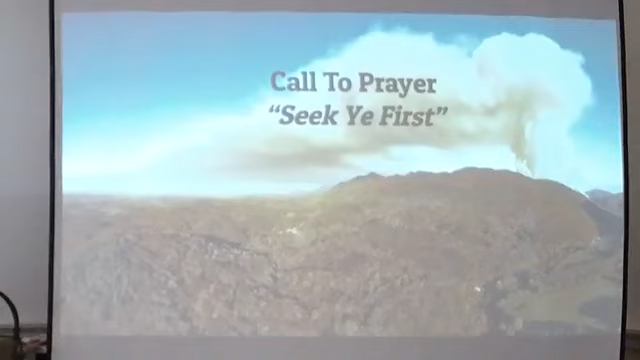 Call To Prayer
“Seek Ye First”